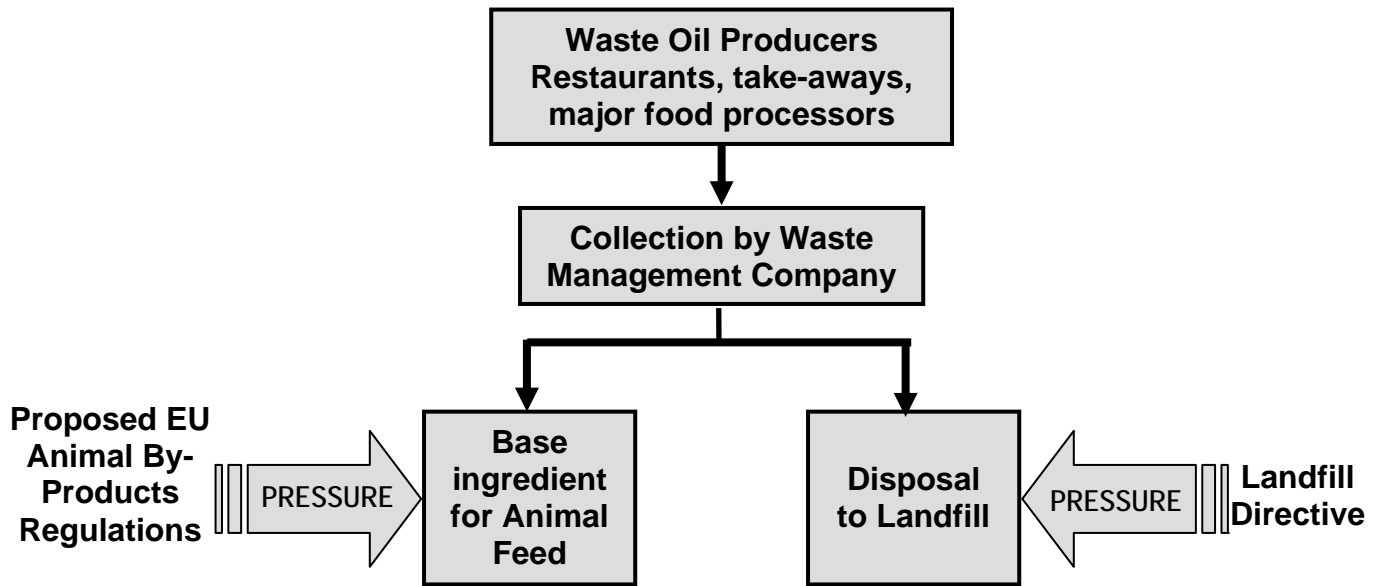 Waste Oil Producers
Restaurants, take-aways,
major food processors
Collection by Waste
Management Company
Proposed EU
Animal By-
Products
Regulations
PRESSURE
Base
ingredient
for Animal
Feed
Disposal
to Landfill
PRESSURE
Landfill
Directive